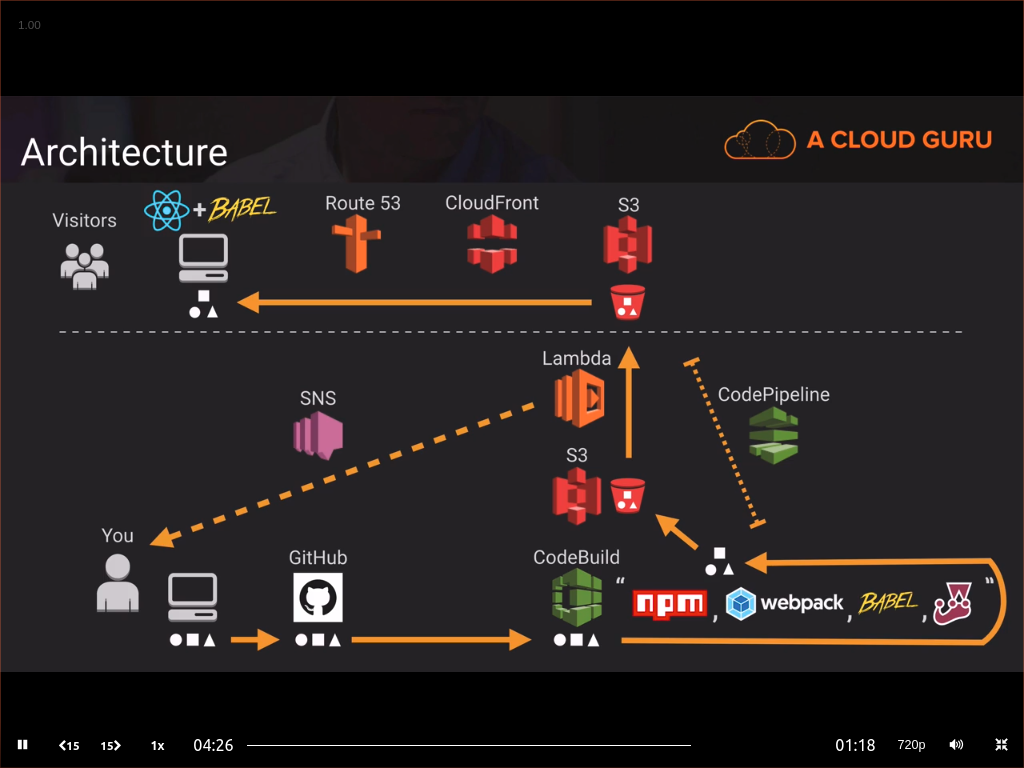 1.00
Architecture
A CLOUD GURU
Visitors
+ BABEL
Route 53
CloudFront
S3
Lambda
SNS
CodePipeline
S3
You
GitHub
CodeBuild
“ npm , webpack , BABEL , ”
15 15 1x 04:26 01:18 720p